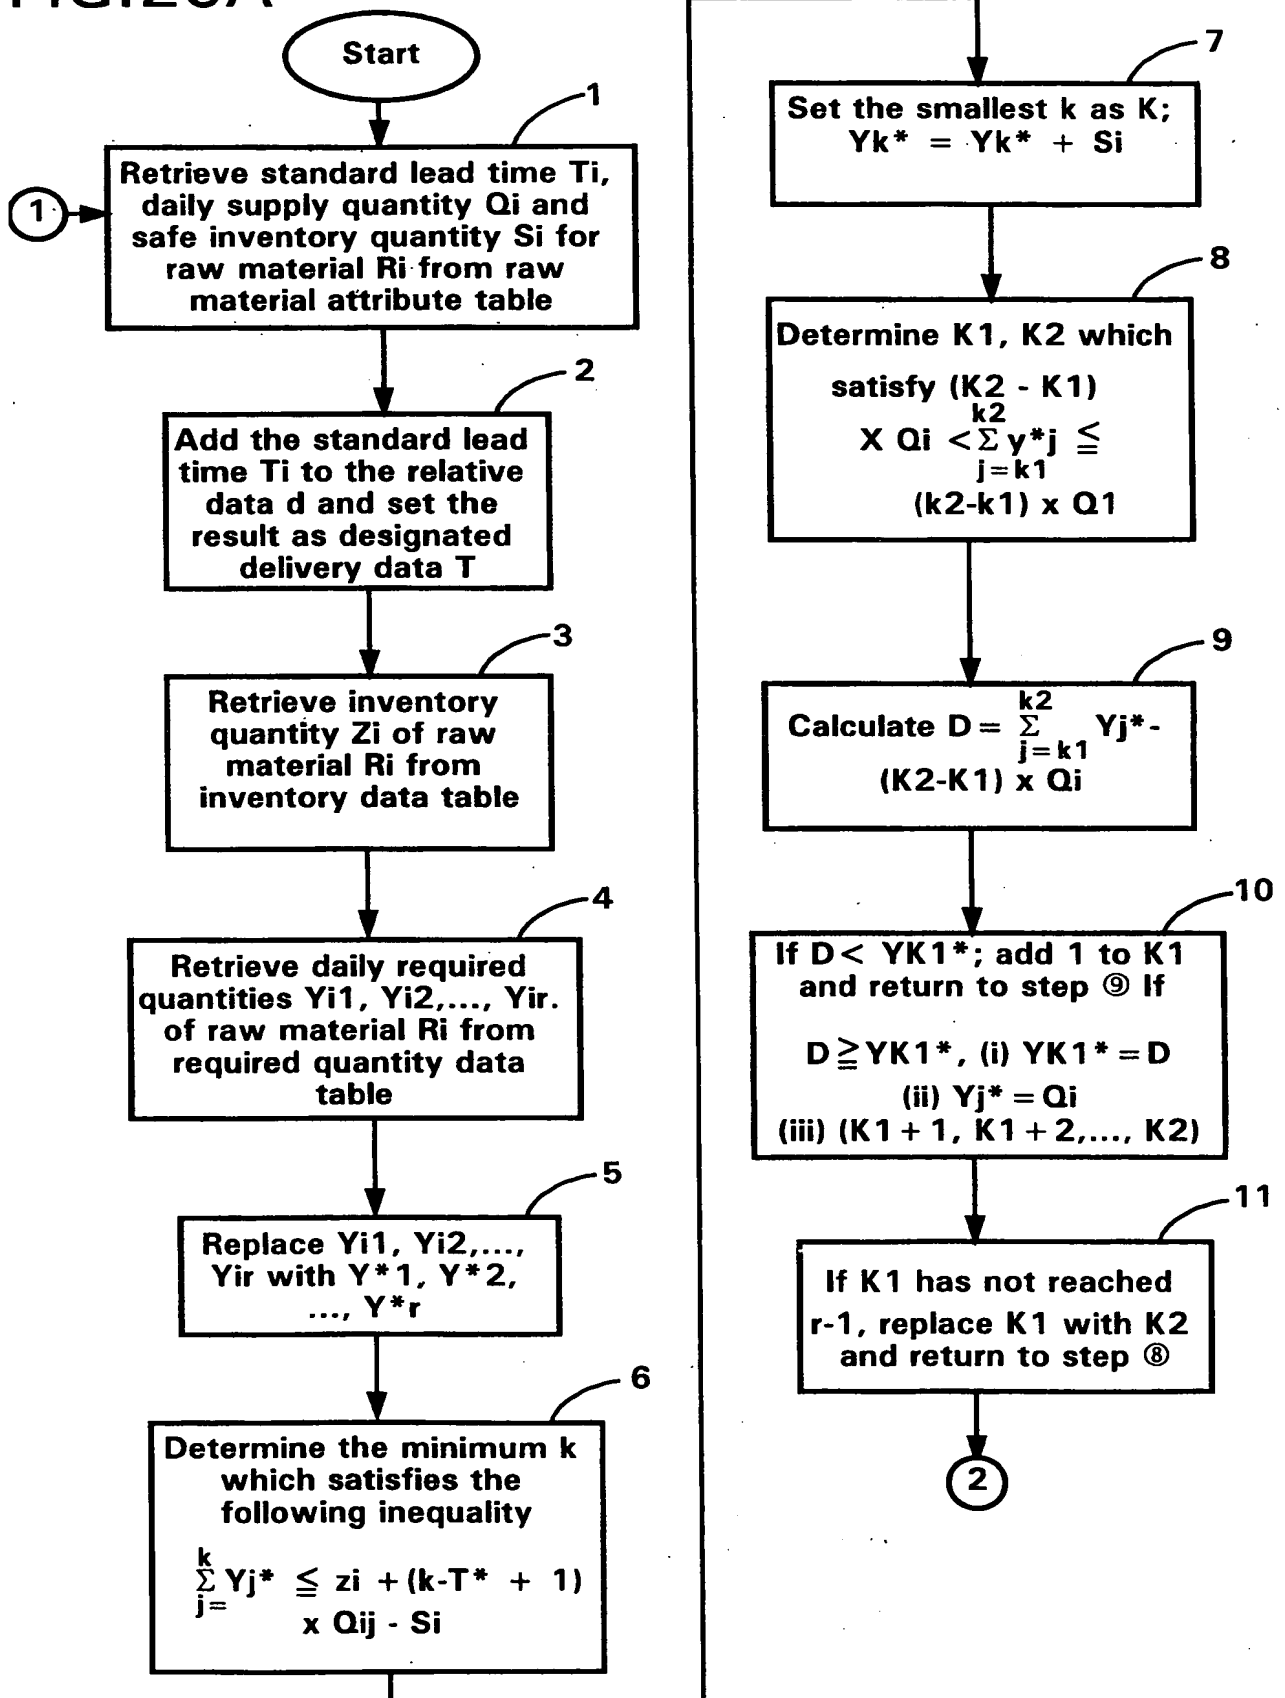 FIG.26A
Start
1
1
Retrieve standard lead time Ti,
daily supply quantity Qi and
safe inventory quantity Si for
raw material Ri from raw
material attribute table
2
Add the standard lead
time Ti to the relative
data d and set the
result as designated
delivery data T
3
Retrieve inventory
quantity Zi of raw
material Ri from
inventory data table
4
Retrieve daily required
quantities Yi1, Yi2,..., Yir.
of raw material Ri from
required quantity data
table
5
Replace Yi1, Yi2,...,
Yir with Y*1, Y*2,
..., Y*r
6
Determine the minimum k
which satisfies the
following inequality
k
Σ Yj* ≦ zi + (k-T* + 1)
j=
x Qij - Si
7
Set the smallest k as K;
Yk* = Yk* + Si
8
Determine K1, K2 which
satisfy (K2 - K1)
k2
X Qi < Σ y*j ≦
j=k1
(k2-k1) x Q1
9
k2
Calculate D = Σ Yj* -
j=k1
(K2-K1) x Qi
10
If D < YK1*; add 1 to K1
and return to step ⑨ If
D ≧ YK1*, (i) YK1* = D
(ii) Yj* = Qi
(iii) (K1 + 1, K1 + 2,..., K2)
11
If K1 has not reached
r-1, replace K1 with K2
and return to step ⑧
2